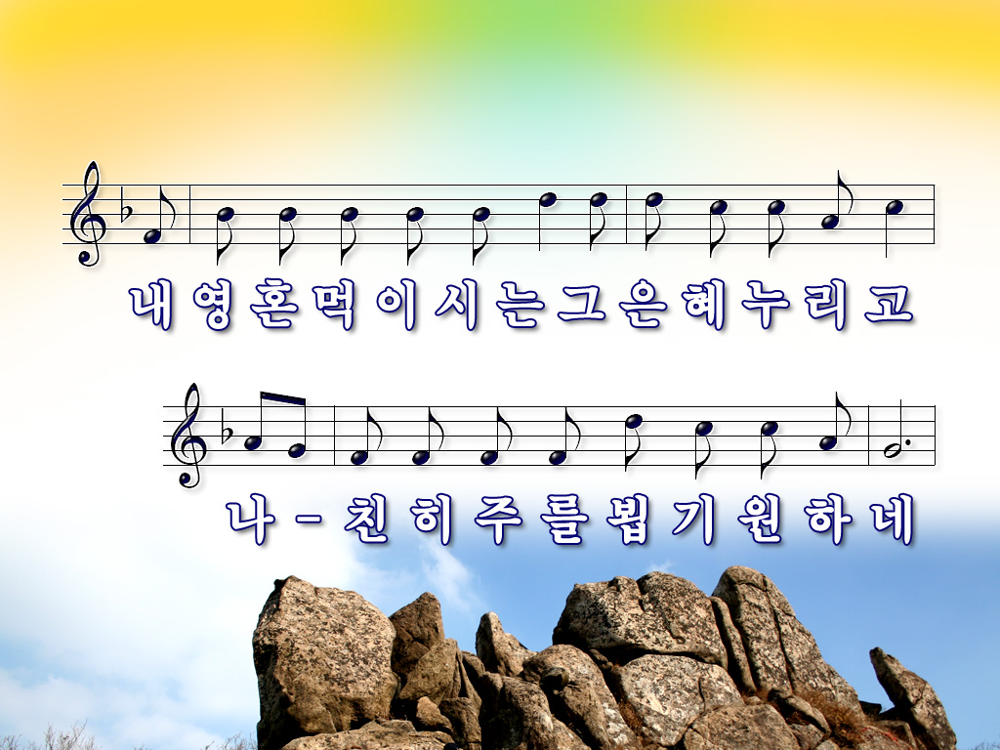 내 영 혼 먹 이 시 는 그 은 혜 누 리 고
나 - 친 히 주 를 뵙 기 원 하 네